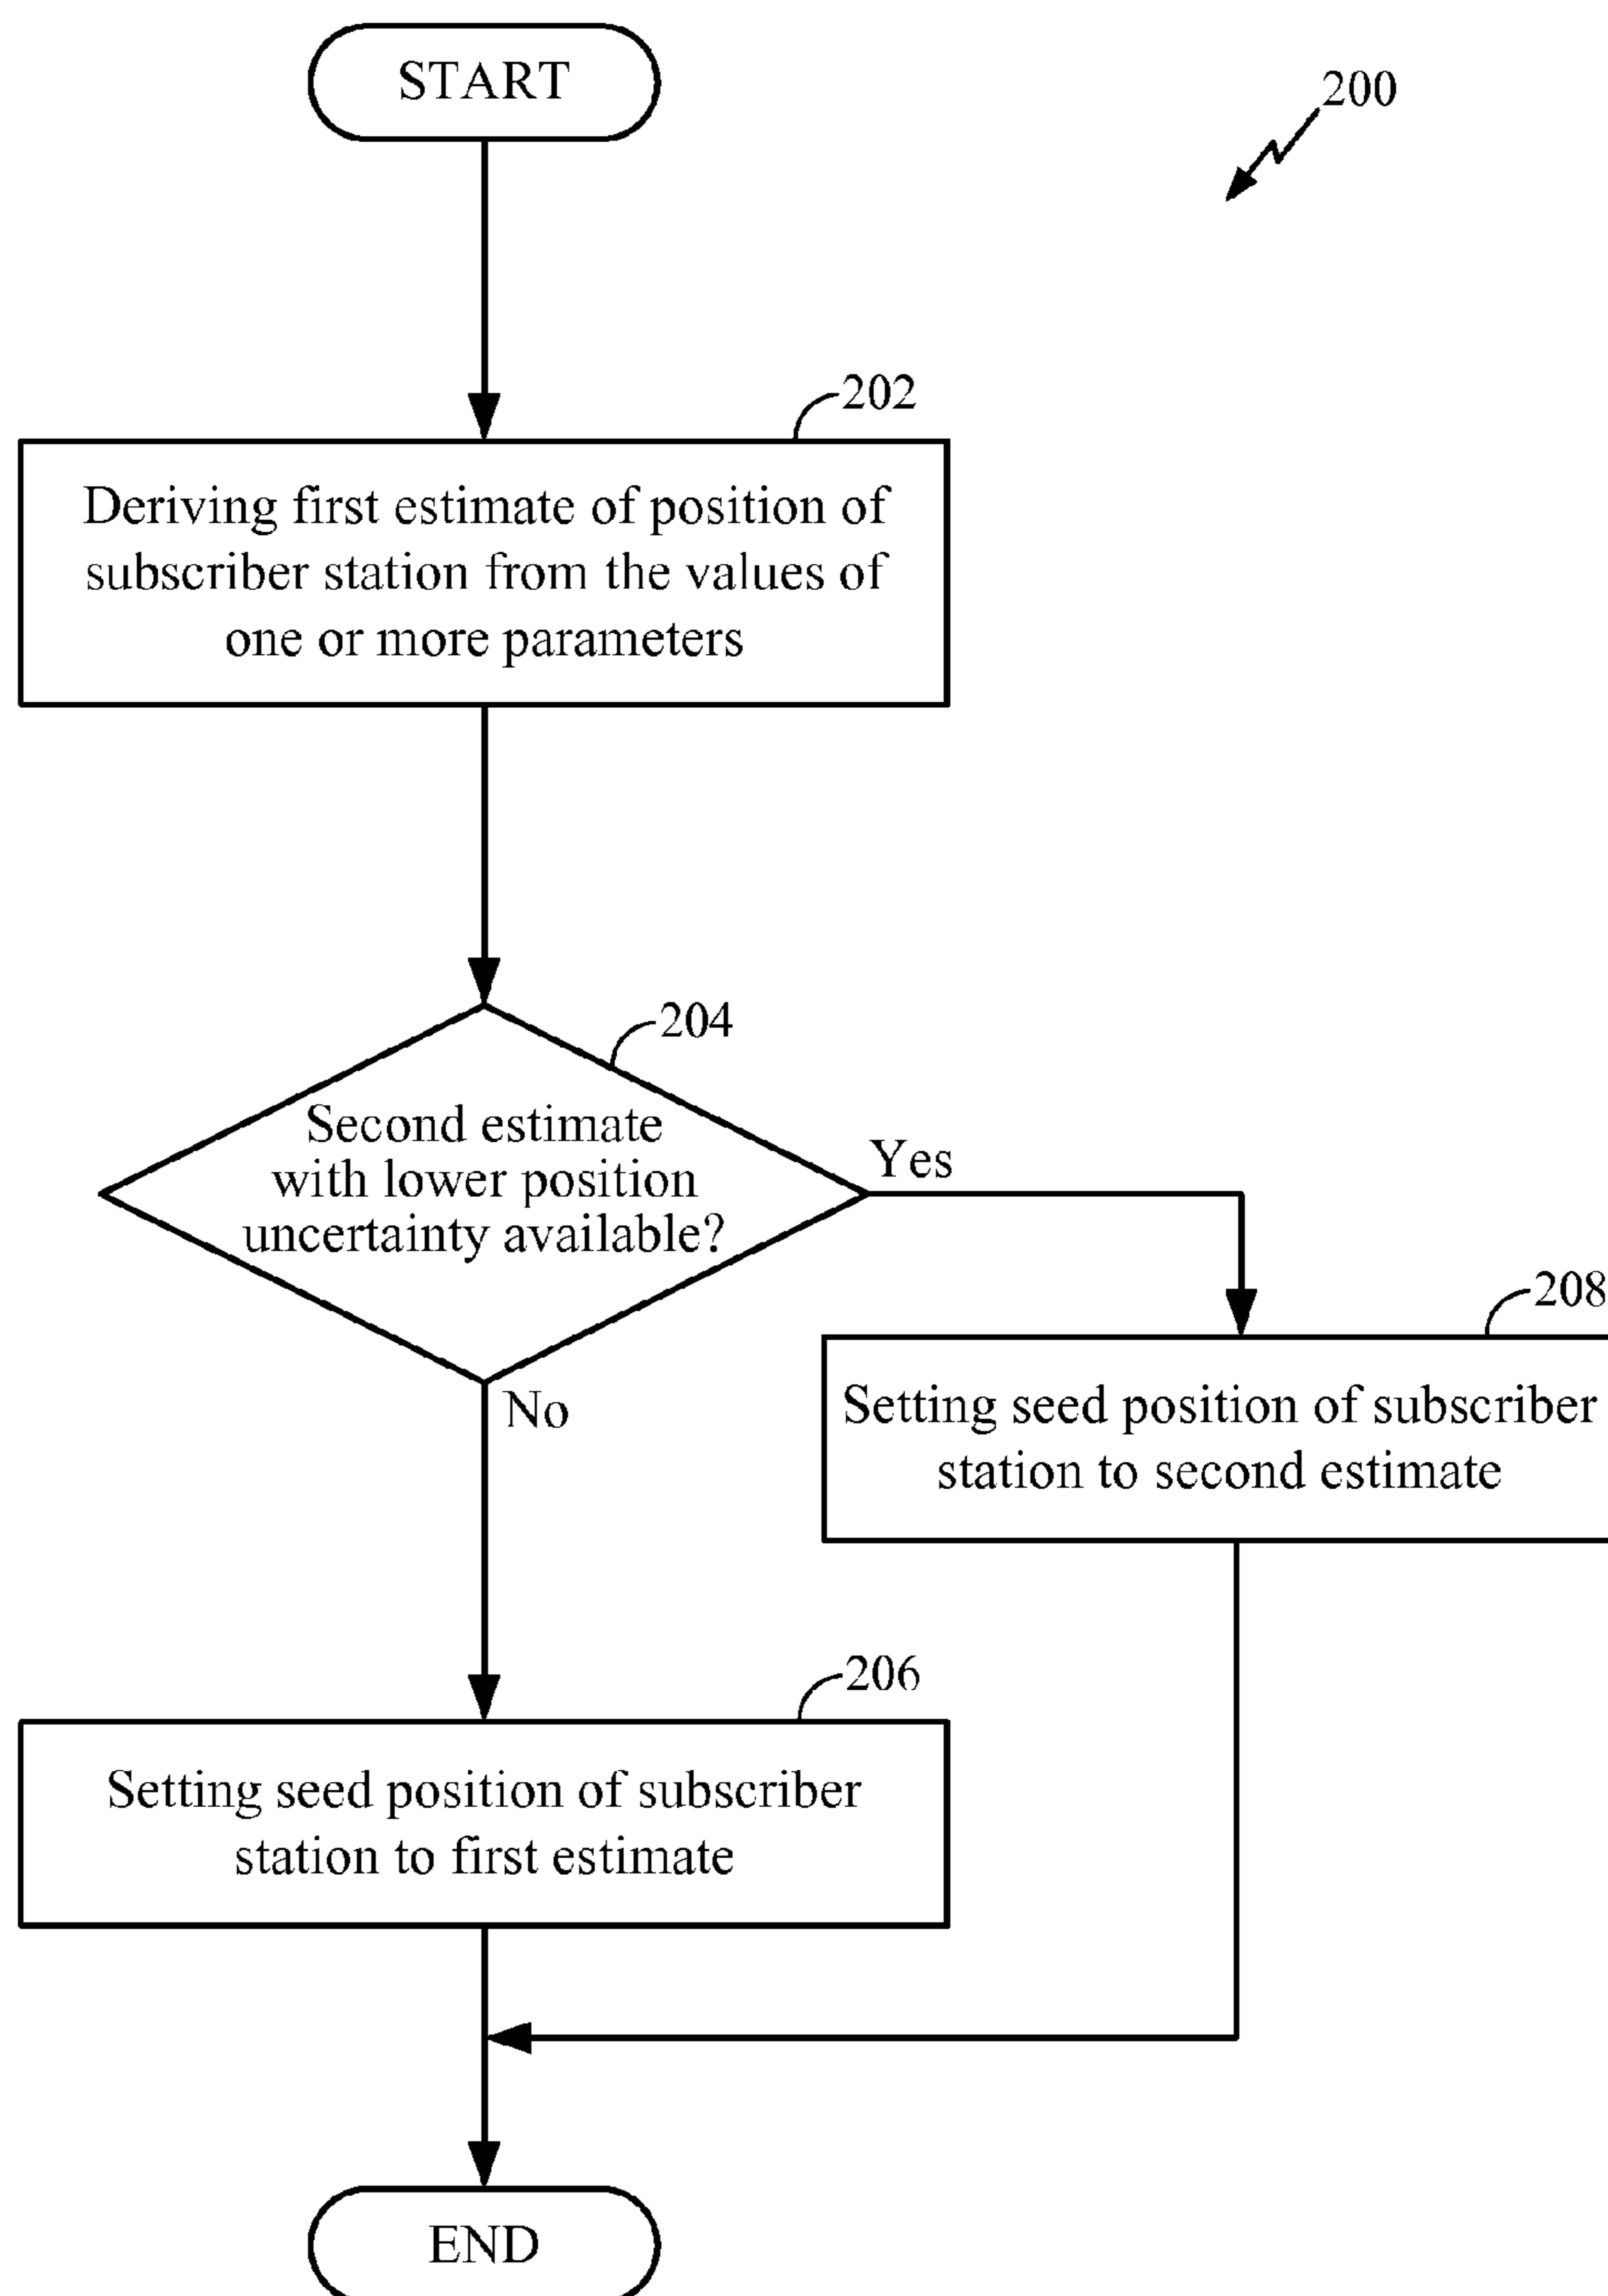 START
200
202
Deriving first estimate of position of
subscriber station from the values of
one or more parameters
204
Second estimate
with lower position
uncertainty available?
Yes
No
208
Setting seed position of subscriber
station to second estimate
206
Setting seed position of subscriber
station to first estimate
END